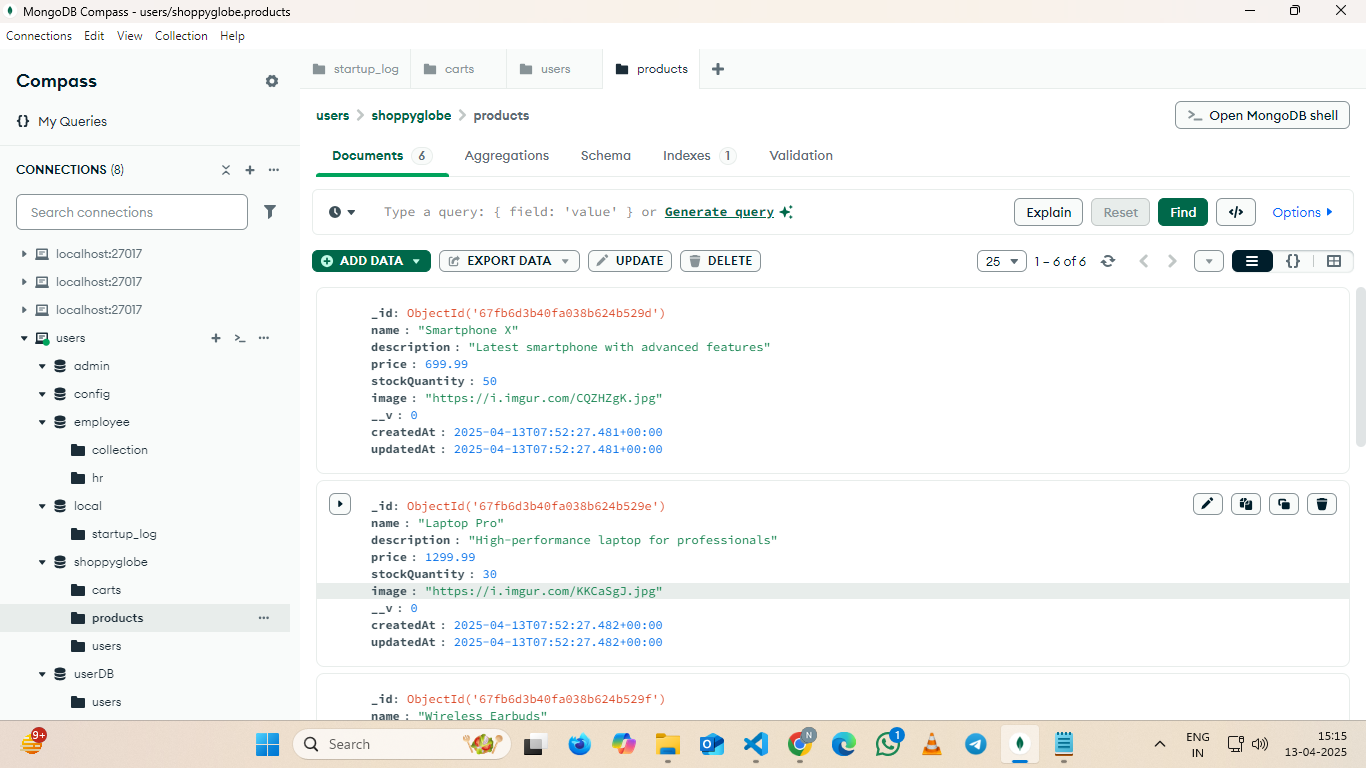 MongoDB Compass - users/shoppyglobe.products
Connections Edit View Collection Help
Compass
{} My Queries
CONNECTIONS (8)
Search connections
localhost:27017
localhost:27017
localhost:27017
users
admin
config
employee
collection
hr
local
startup_log
shoppyglobe
carts
products
users
userDB
users
startup_log carts users products
users > shoppyglobe > products
>_ Open MongoDB shell
Documents 6 Aggregations Schema Indexes 1 Validation
Type a query: { field: 'value' } or Generate query
Explain Reset Find </> Options
ADD DATA EXPORT DATA UPDATE DELETE
25 1 – 6 of 6 {}
_id: ObjectId('67fb6d3b40fa038b624b529d')
name : "Smartphone X"
description : "Latest smartphone with advanced features"
price : 699.99
stockQuantity : 50
image : "https://i.imgur.com/CQZHZgK.jpg"
__v : 0
createdAt : 2025-04-13T07:52:27.481+00:00
updatedAt : 2025-04-13T07:52:27.481+00:00
_id: ObjectId('67fb6d3b40fa038b624b529e')
name : "Laptop Pro"
description : "High-performance laptop for professionals"
price : 1299.99
stockQuantity : 30
image : "https://i.imgur.com/KKCaSgJ.jpg"
__v : 0
createdAt : 2025-04-13T07:52:27.482+00:00
updatedAt : 2025-04-13T07:52:27.482+00:00
_id: ObjectId('67fb6d3b40fa038b624b529f')
name : "Wireless Earbuds"
9+
Search
N
1
ENG
IN
15:15
13-04-2025